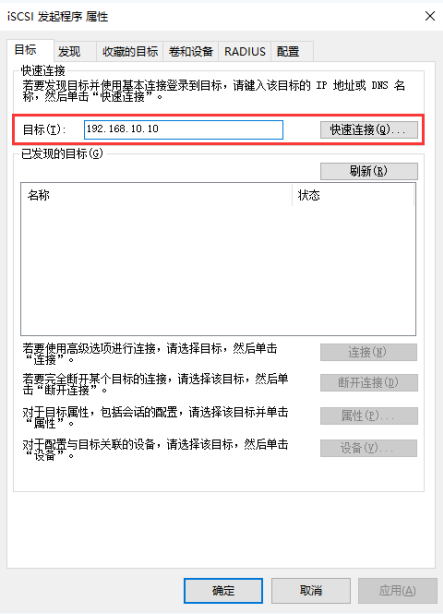 iSCSI 发起程序 属性
目标 发现 收藏的目标 卷和设备 RADIUS 配置
快速连接
若要发现目标并使用基本连接登录到目标，请键入该目标的 IP 地址或 DNS 名
称，然后单击“快速连接”。
目标(T): 192.168.10.10 快速连接(Q)...
已发现的目标(G)
刷新(R)
名称 状态
若要使用高级选项进行连接，请选择目标，然后单击
“连接”。
连接(N)
若要完全断开某个目标的连接，请选择该目标，然后单
击“断开连接”。
断开连接(D)
对于目标属性，包括会话的配置，请选择该目标并单击
“属性”。
属性(P)...
对于配置与目标关联的设备，请选择该目标，然后单击
“设备”。
设备(V)...
确定 取消 应用(A)